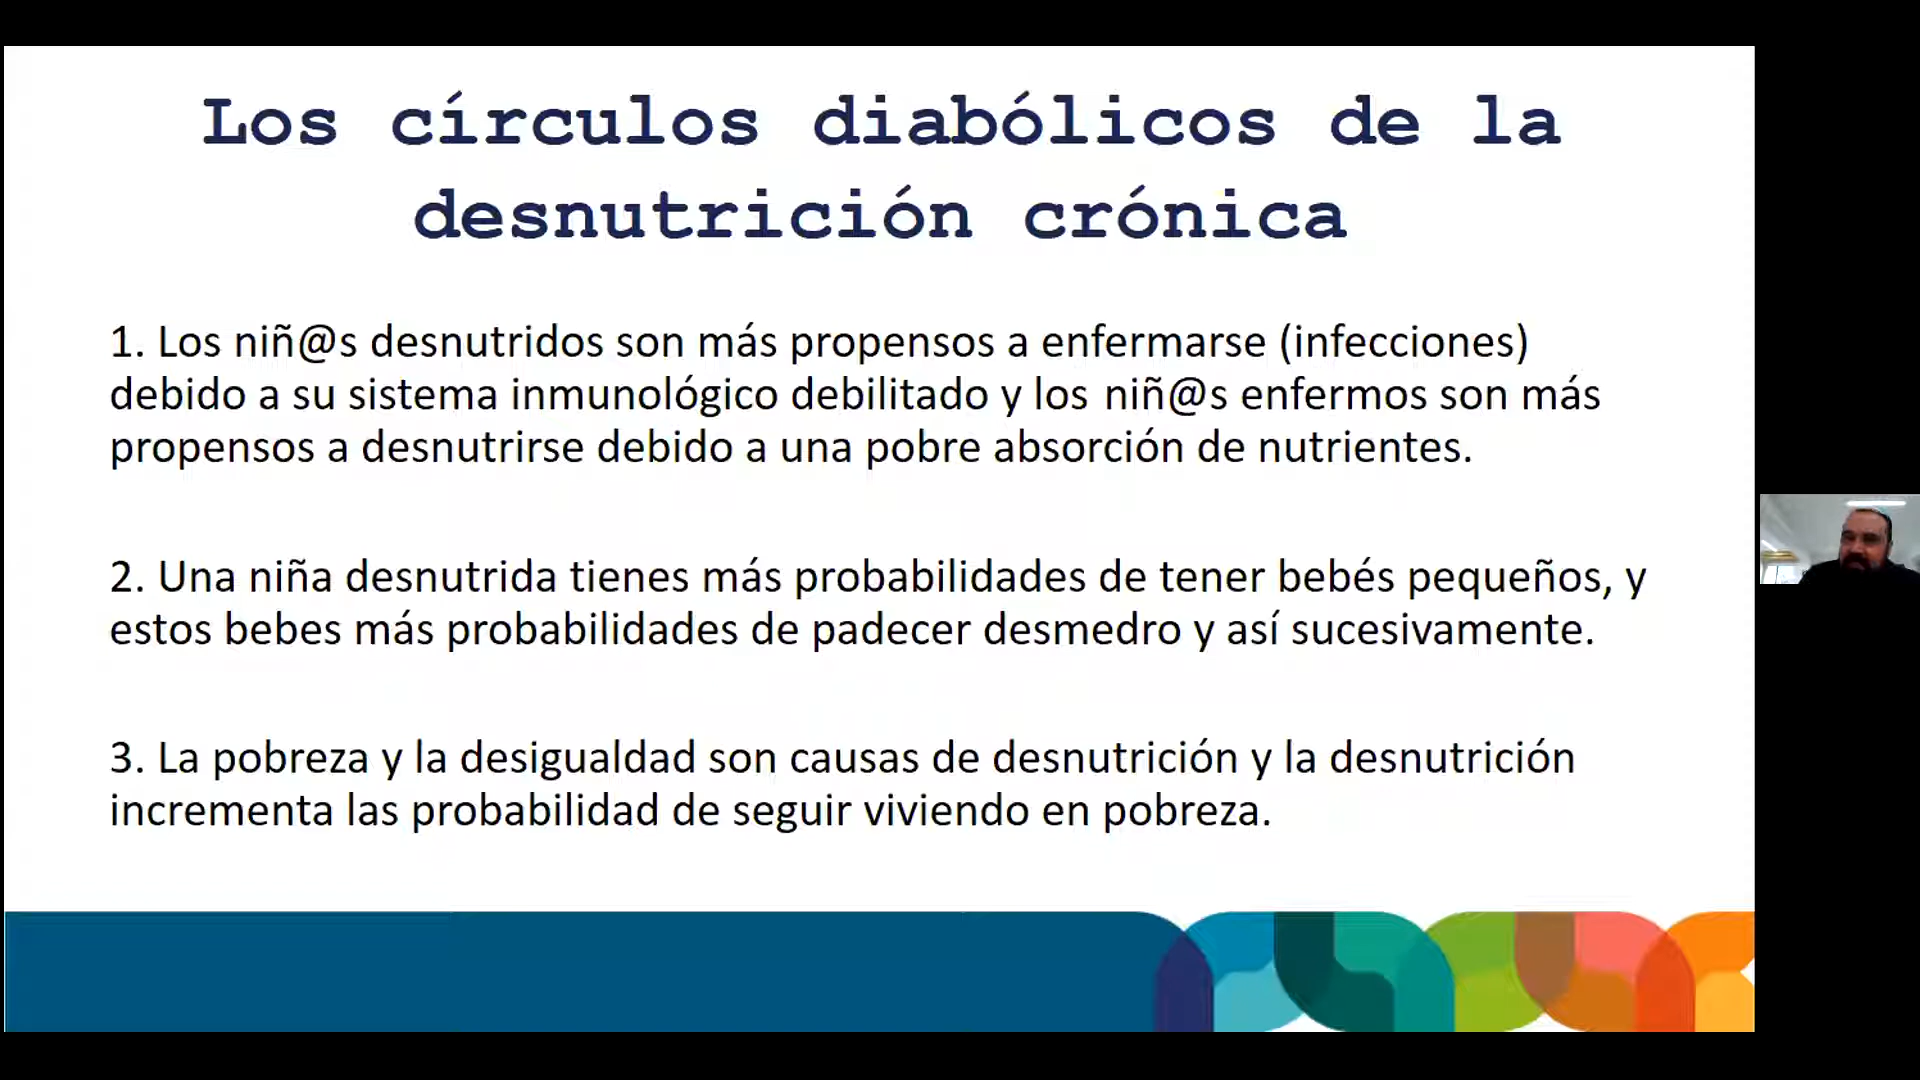 Los círculos diabólicos de la
desnutrición crónica
1. Los niñ@s desnutridos son más propensos a enfermarse (infecciones)
debido a su sistema inmunológico debilitado y los niñ@s enfermos son más
propensos a desnutrirse debido a una pobre absorción de nutrientes.
2. Una niña desnutrida tienes más probabilidades de tener bebés pequeños, y
estos bebes más probabilidades de padecer desmedro y así sucesivamente.
3. La pobreza y la desigualdad son causas de desnutrición y la desnutrición
incrementa las probabilidad de seguir viviendo en pobreza.